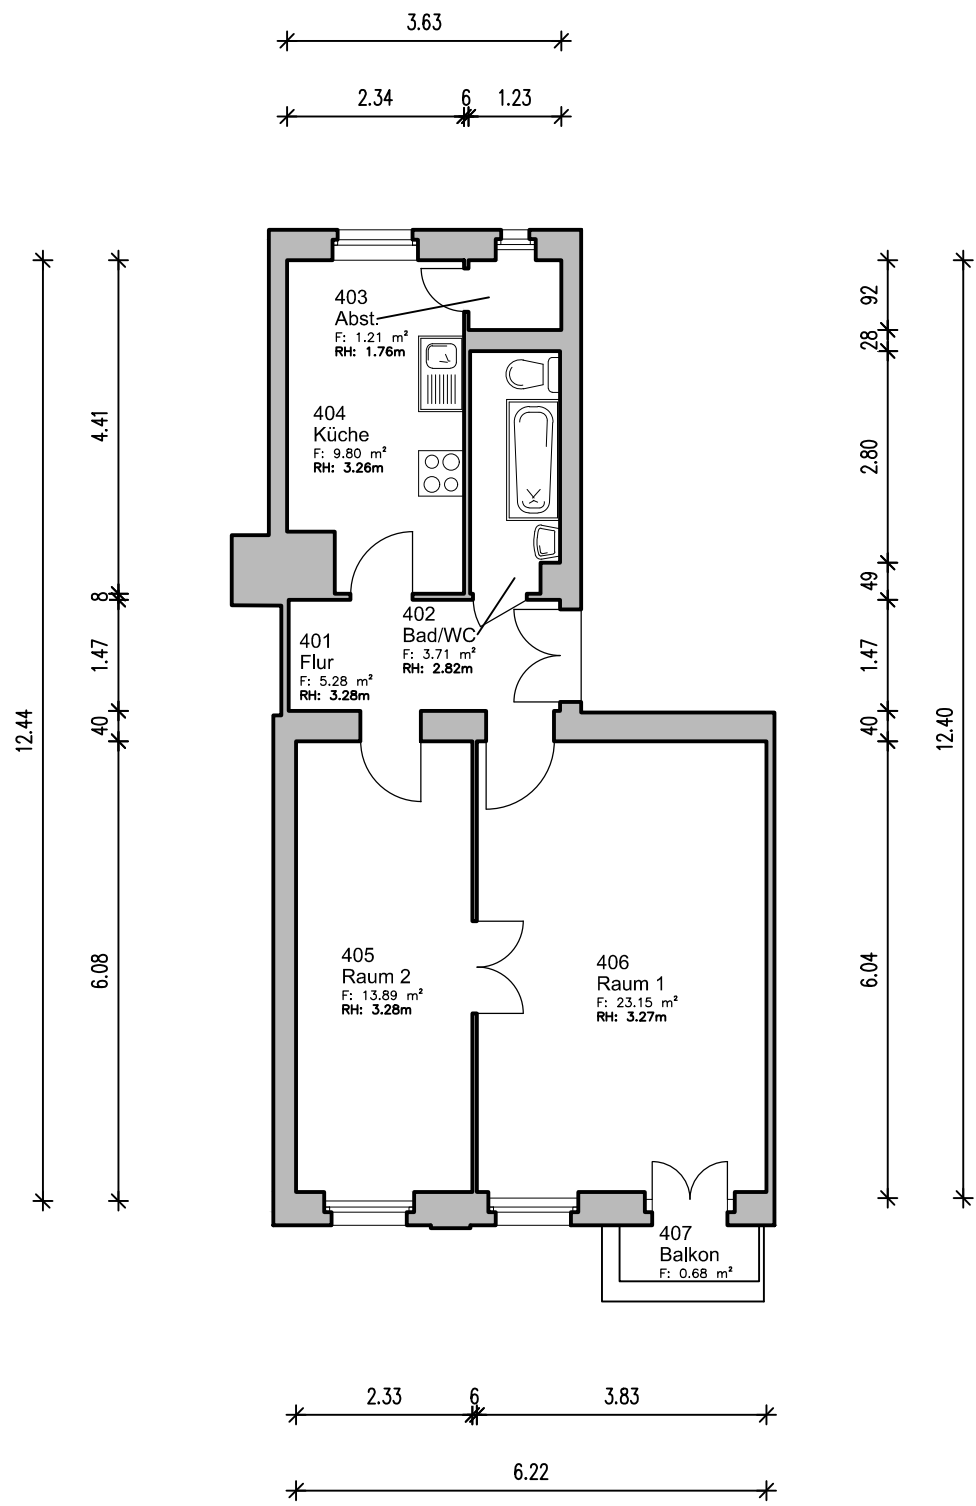 3.63
2.34 6 1.23
403
Abst.
F: 1.21 m²
RH: 1.76m
404
Küche
F: 9.80 m²
RH: 3.26m
402
Bad/WC
F: 3.71 m²
RH: 2.82m
401
Flur
F: 5.28 m²
RH: 3.28m
405
Raum 2
F: 13.89 m²
RH: 3.28m
406
Raum 1
F: 23.15 m²
RH: 3.27m
407
Balkon
F: 0.68 m²
12.44
4.41
8
1.47
40
6.08
92
28
2.80
49
1.47
40
6.04
12.40
2.33 6 3.83
6.22